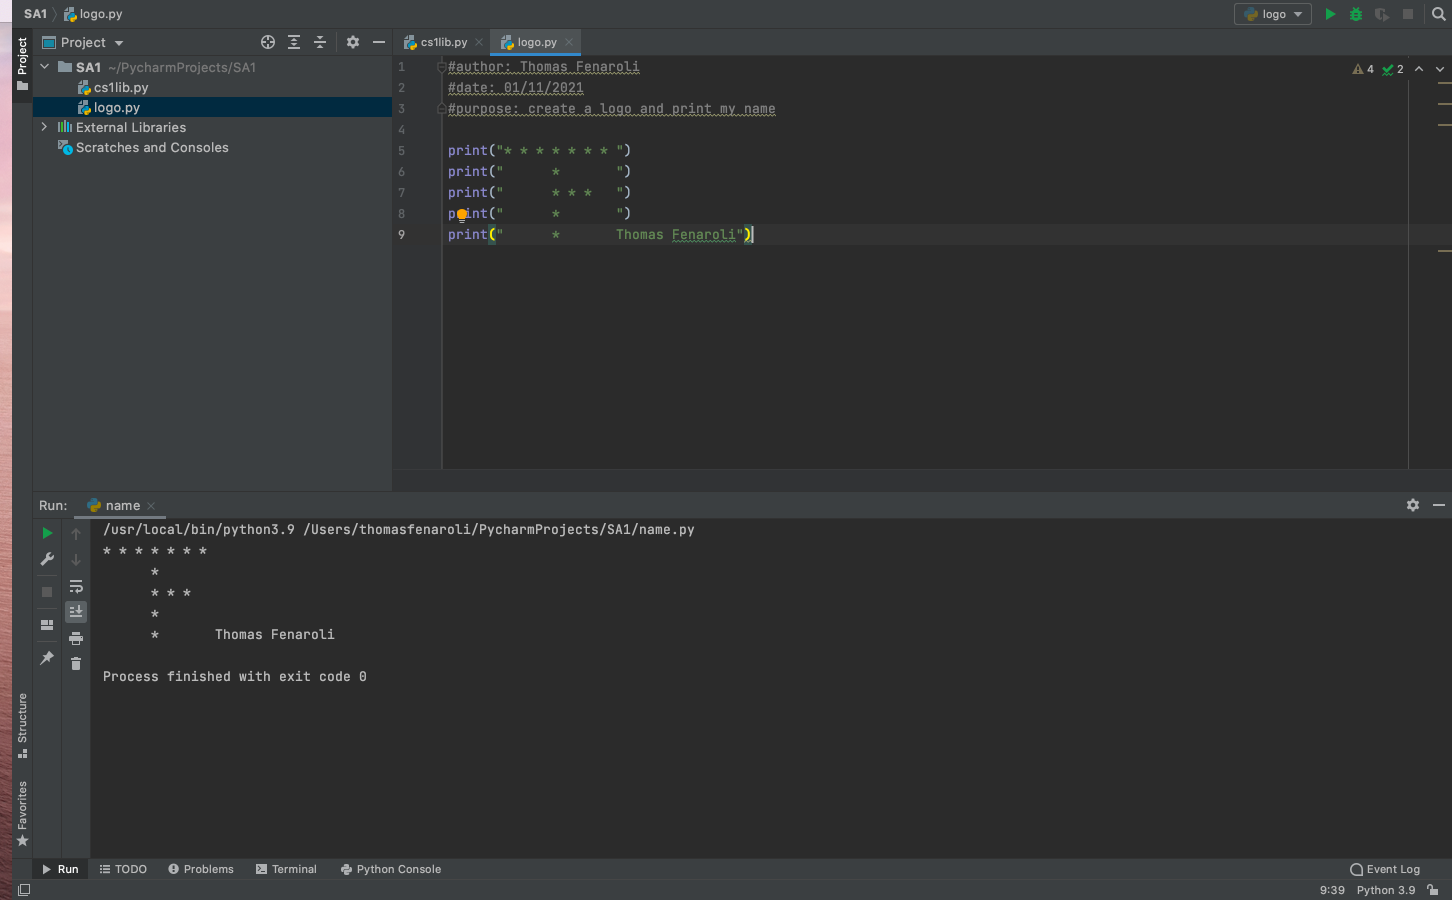 SA1 logo.py
logo
Project
cs1lib.py
logo.py
Project
SA1 ~/PycharmProjects/SA1
cs1lib.py
logo.py
External Libraries
Scratches and Consoles
1 #author: Thomas Fenaroli
2 #date: 01/11/2021
3 #purpose: create a logo and print my name
4
5 print("* * * * * * * ")
6 print("      *       ")
7 print("      * * *   ")
8 print("      *       ")
9 print("      *       Thomas Fenaroli")
4 2
Run: name
/usr/local/bin/python3.9 /Users/thomasfenaroli/PycharmProjects/SA1/name.py
* * * * * * *
      *
      * * *
      *
      *       Thomas Fenaroli
Process finished with exit code 0
Structure
Favorites
Run TODO Problems Terminal Python Console Event Log
9:39 Python 3.9